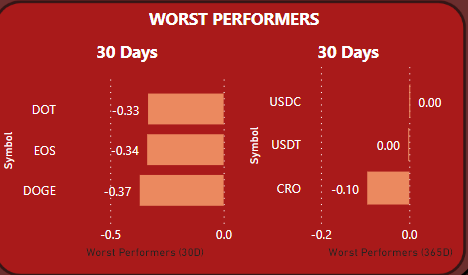 WORST PERFORMERS
30 Days
Symbol
DOT -0.33
EOS -0.34
DOGE -0.37
-0.5 0.0
Worst Performers (30D)
30 Days
Symbol
USDC 0.00
USDT 0.00
CRO -0.10
-0.2 0.0
Worst Performers (365D)